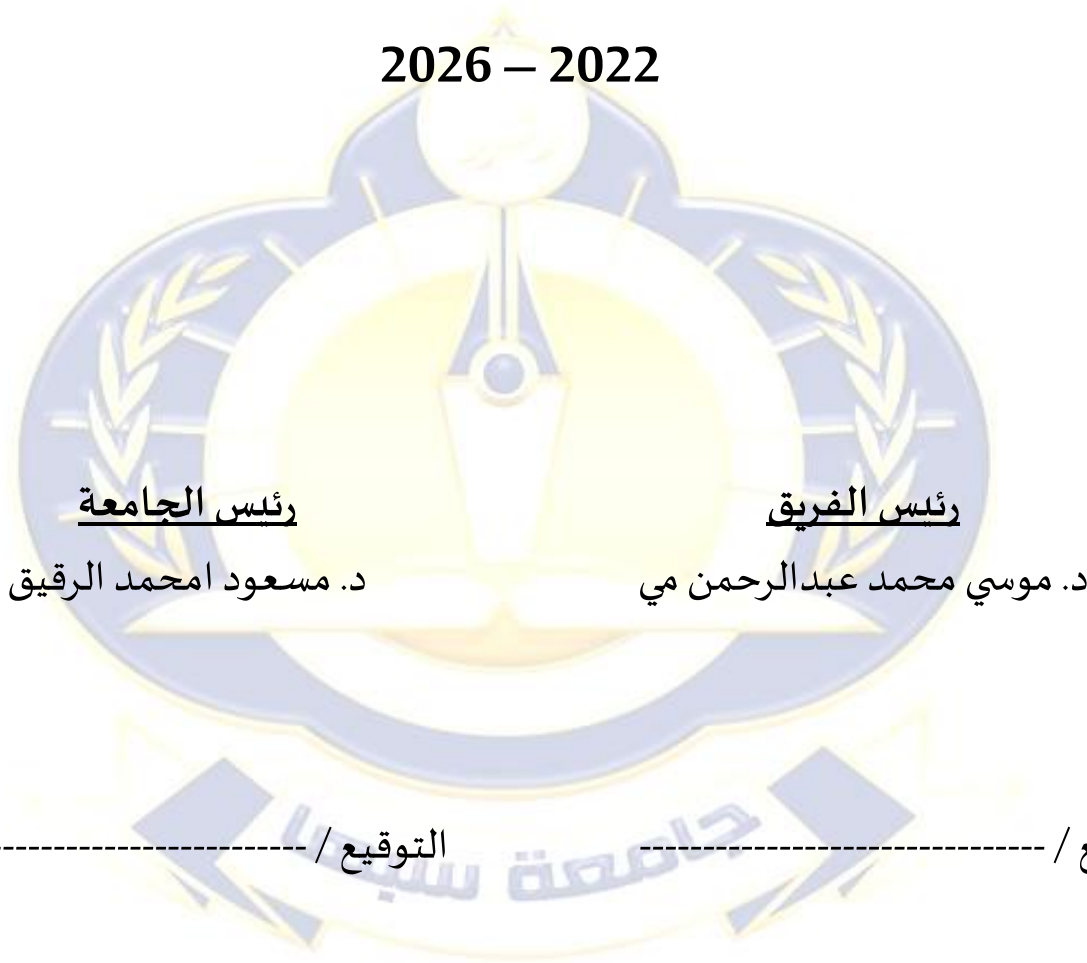 2026 – 2022
رئيس الفريق رئيس الجامعة
د. موسي محمد عبدالرحمن مي د. مسعود امحمد الرقيق
/ ------------------------------ التوقيع / ------------------------------
جامعة سبها